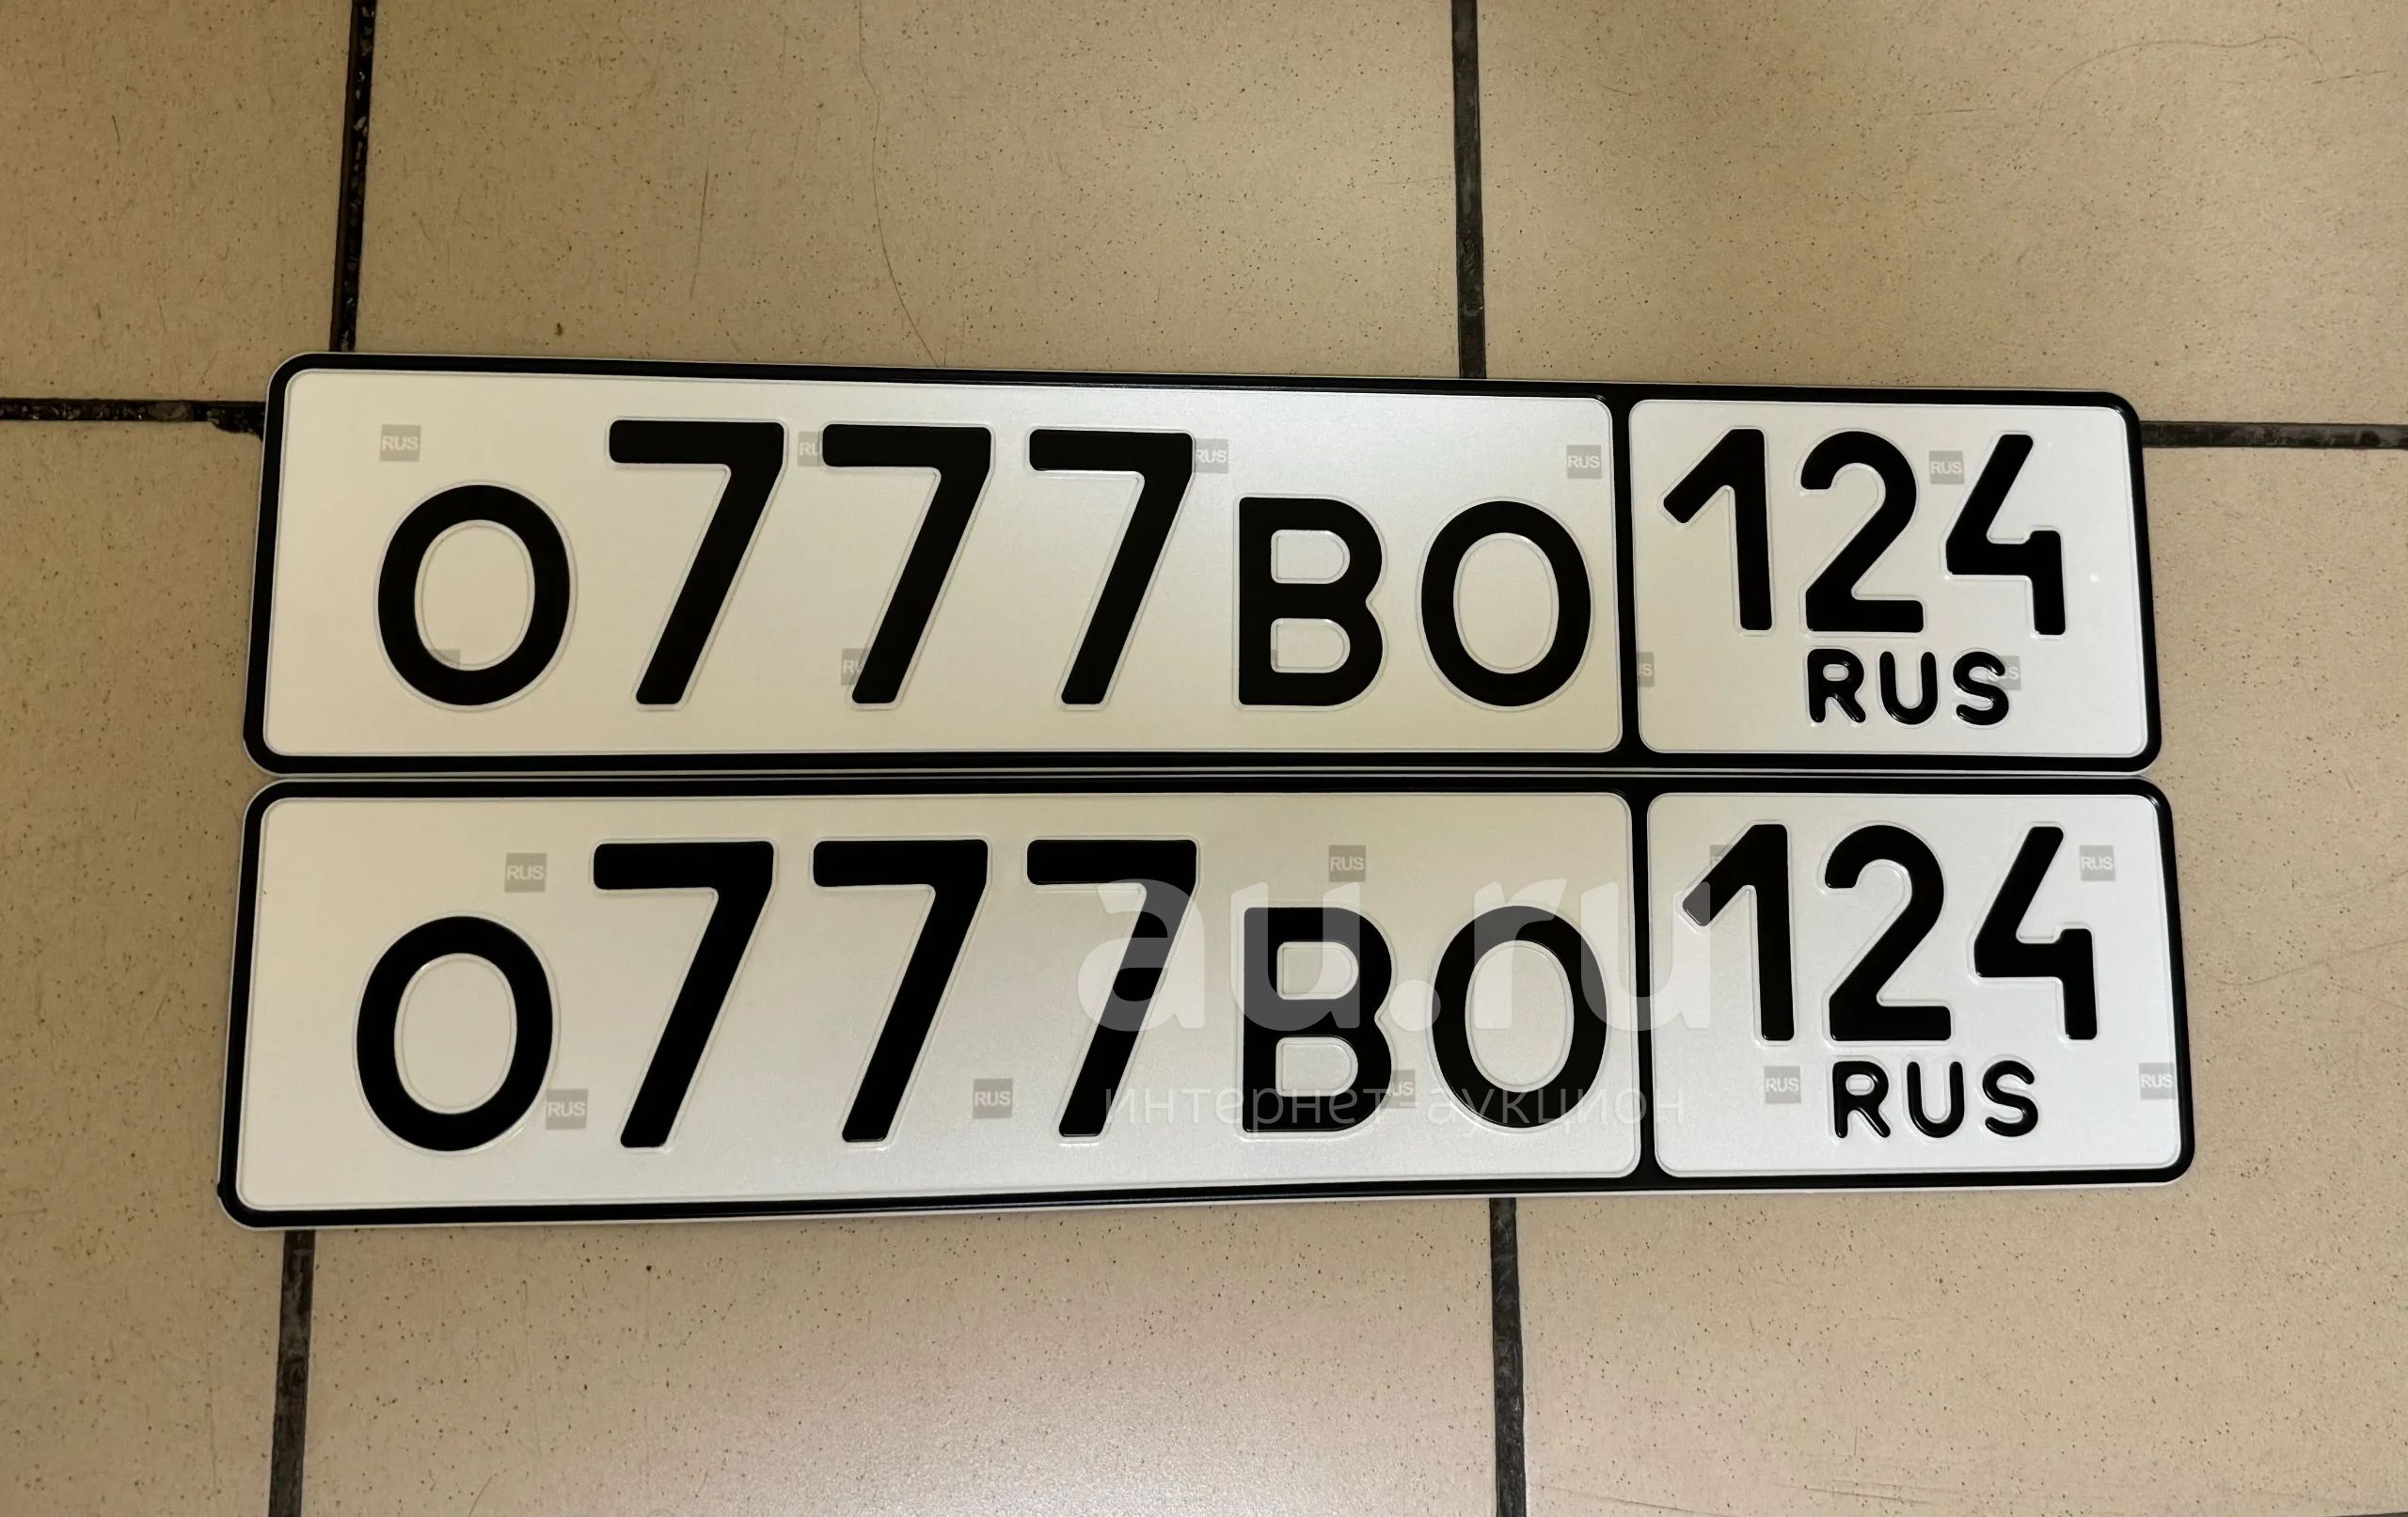 О777ВО 124
RUS
О777ВО 124
RUS
au.ru
интернет-аукцион